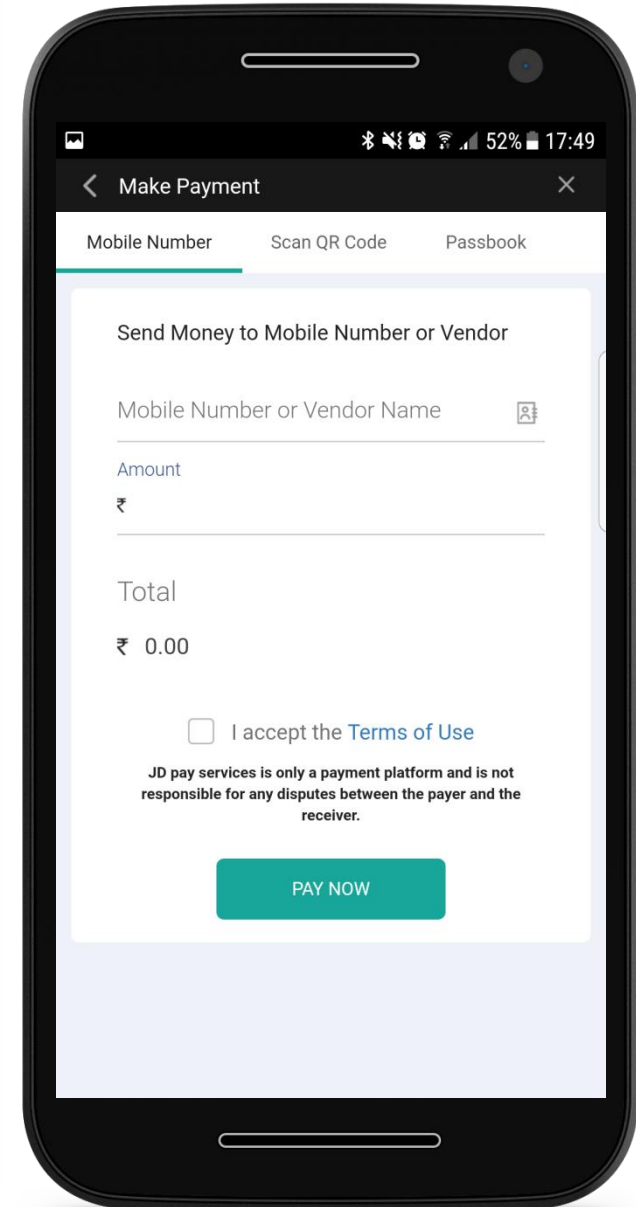 52% 17:49
Make Payment
Mobile Number Scan QR Code Passbook
Send Money to Mobile Number or Vendor
Mobile Number or Vendor Name
Amount
₹
Total
₹ 0.00
I accept the Terms of Use
JD pay services is only a payment platform and is not
responsible for any disputes between the payer and the
receiver.
PAY NOW